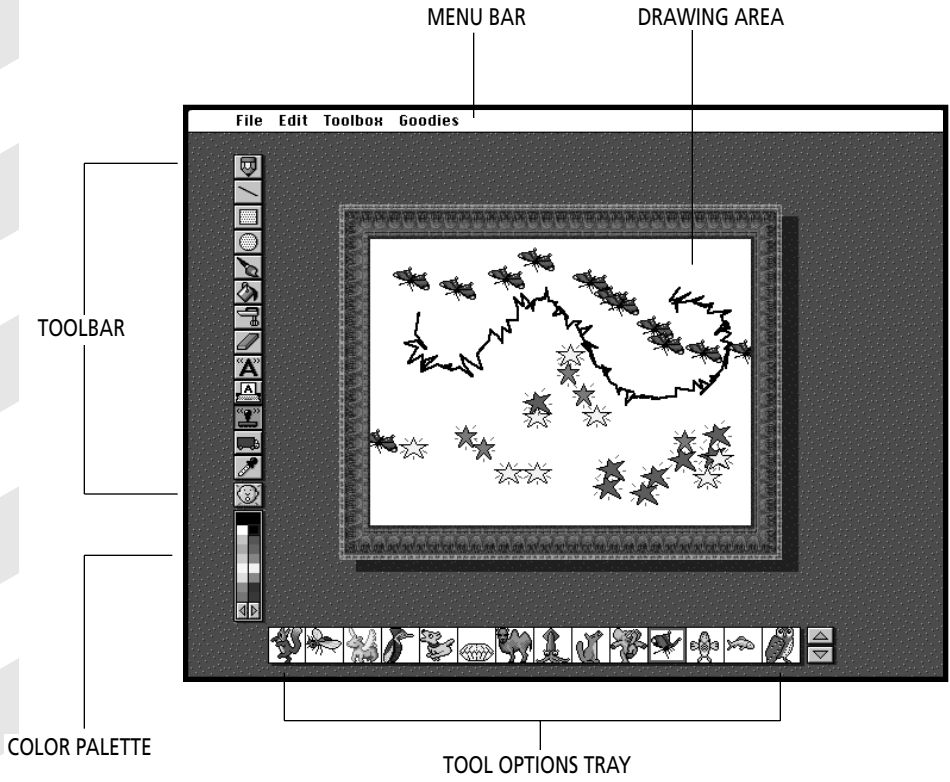 MENU BAR
DRAWING AREA
File Edit Toolbox Goodies
TOOLBAR
"A"
A
COLOR PALETTE
TOOL OPTIONS TRAY